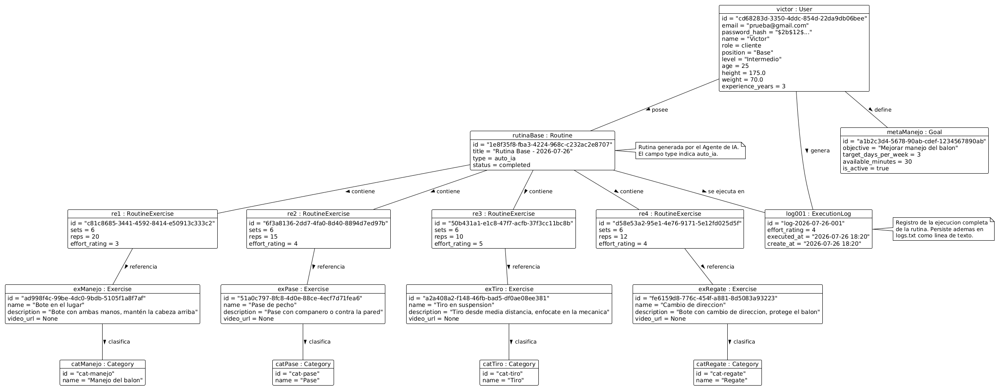 victor : User
id = "cd68283d-3350-4ddc-854d-22da9db06bee"
email = "prueba@gmail.com"
password_hash = "$2b$12$..."
name = "Victor"
role = cliente
position = "Base"
level = "Intermedio"
age = 25
height = 175.0
weight = 70.0
experience_years = 3
posee
define
rutinaBase : Routine
id = "1e8f35f8-fba3-4224-968c-c232ac2e8707"
title = "Rutina Base - 2026-07-26"
type = auto_ia
status = completed
Rutina generada por el Agente de IA.
El campo type indica auto_ia.
genera
metaManejo : Goal
id = "a1b2c3d4-5678-90ab-cdef-1234567890ab"
objective = "Mejorar manejo del balon"
target_days_per_week = 3
available_minutes = 30
is_active = true
contiene
contiene
contiene
contiene
se ejecuta en
re1 : RoutineExercise
id = "c81c8685-3441-4592-8414-e50913c333c2"
sets = 6
reps = 20
effort_rating = 3
re2 : RoutineExercise
id = "6f3a8136-2dd7-4fa0-8d40-8894d7ed97b"
sets = 6
reps = 15
effort_rating = 4
re3 : RoutineExercise
id = "50b431a1-e1c8-47f7-acfb-37f3cc11bc8b"
sets = 6
reps = 10
effort_rating = 5
re4 : RoutineExercise
id = "d58e53a2-95e1-4e76-9171-5e12fd025d5f"
sets = 6
reps = 12
effort_rating = 4
log001 : ExecutionLog
id = "log-2026-07-26-001"
effort_rating = 4
executed_at = "2026-07-26 18:20"
create_at = "2026-07-26 18:20"
Registro de la ejecucion completa
de la rutina. Persiste ademas en
logs.txt como linea de texto.
referencia
referencia
referencia
referencia
exManejo : Exercise
id = "ad998f4c-99be-4dc0-9bdb-5105f1a8f7af"
name = "Bote en el lugar"
description = "Bote con ambas manos, mantén la cabeza arriba"
video_url = None
exPase : Exercise
id = "51a0c797-8fc8-4d0e-88ce-4ecf7d71fea6"
name = "Pase de pecho"
description = "Pase con companero o contra la pared"
video_url = None
exTiro : Exercise
id = "a2a408a2-f148-46fb-bad5-df0ae08ee381"
name = "Tiro en suspension"
description = "Tiro desde media distancia, enfocate en la mecanica"
video_url = None
exRegate : Exercise
id = "fe6159d8-776c-454f-a881-8d5083a93223"
name = "Cambio de direccion"
description = "Bote con cambio de direccion, protege el balon"
video_url = None
clasifica
clasifica
clasifica
clasifica
catManejo : Category
id = "cat-manejo"
name = "Manejo del balon"
catPase : Category
id = "cat-pase"
name = "Pase"
catTiro : Category
id = "cat-tiro"
name = "Tiro"
catRegate : Category
id = "cat-regate"
name = "Regate"